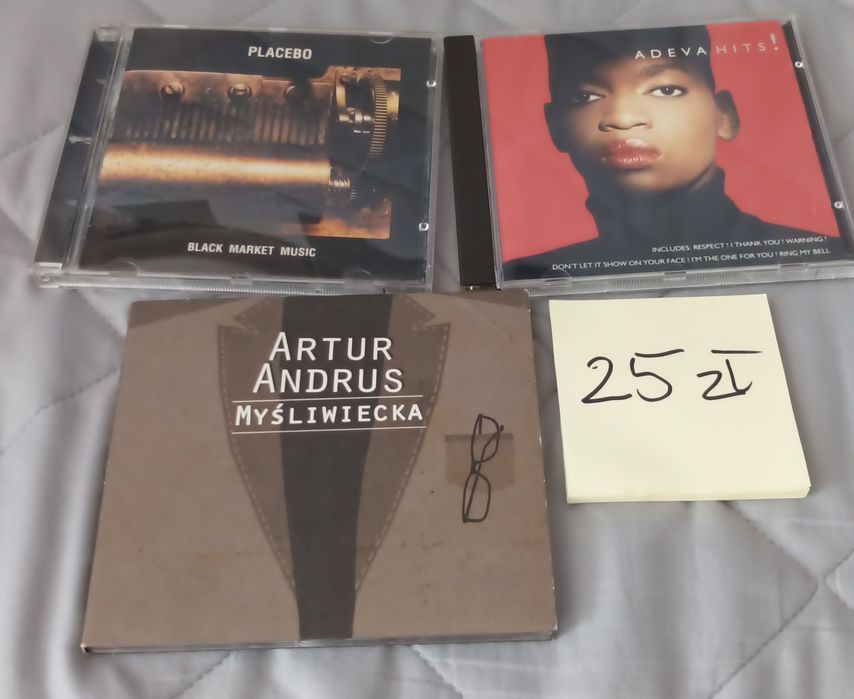 PLACEBO
BLACK MARKET MUSIC
ADEVA HITS!
INCLUDES: RESPECT! I THANK YOU! WARNING!
DON'T LET IT SHOW ON YOUR FACE! I'M THE ONE FOR YOU! RING MY BELL
ARTUR
ANDRUS
MYŚLIWIECKA
25 zł